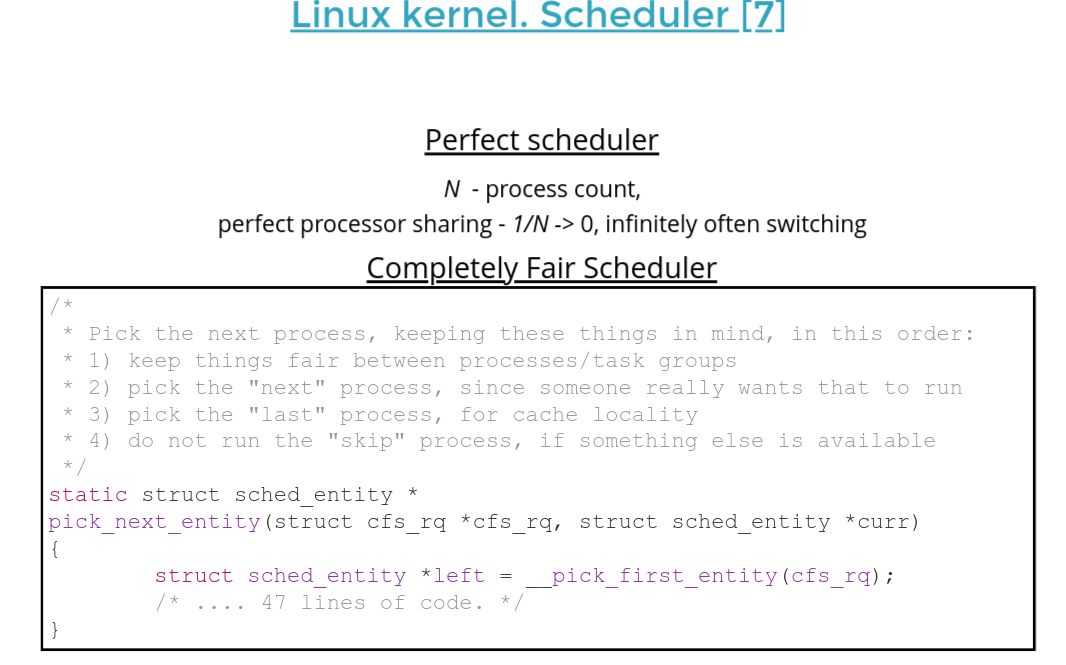 Linux kernel. Scheduler [7]
Perfect scheduler
N - process count,
perfect processor sharing - 1/N -> 0, infinitely often switching
Completely Fair Scheduler
/*
 * Pick the next process, keeping these things in mind, in this order:
 * 1) keep things fair between processes/task groups
 * 2) pick the "next" process, since someone really wants that to run
 * 3) pick the "last" process, for cache locality
 * 4) do not run the "skip" process, if something else is available
 */
static struct sched_entity *
pick_next_entity(struct cfs_rq *cfs_rq, struct sched_entity *curr)
{
        struct sched_entity *left = __pick_first_entity(cfs_rq);
        /* .... 47 lines of code. */
}